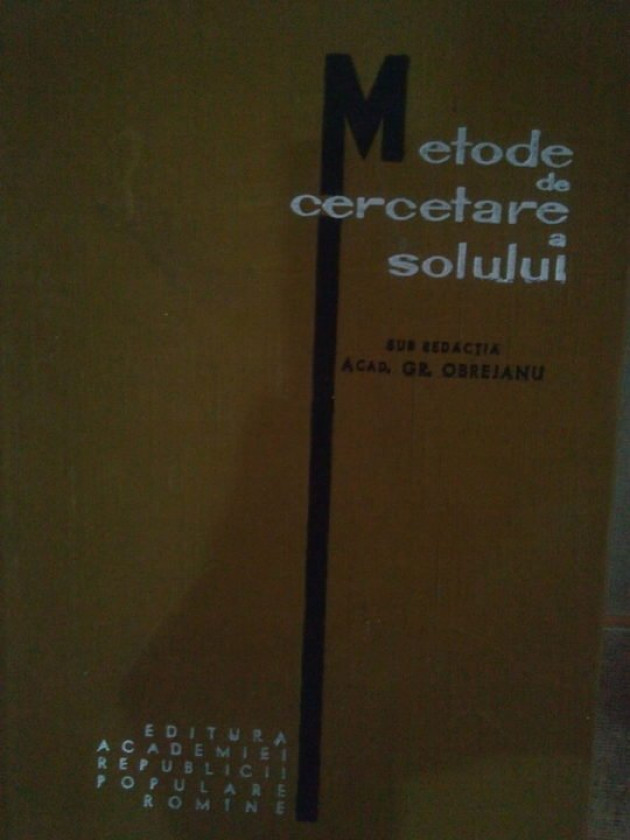 Metode
de
cercetare
a
solului
SUB REDACȚIA
ACAD. GR. OBREJANU
EDITURA
ACADEMIEI
REPUBLICII
POPULARE
ROMÎNE